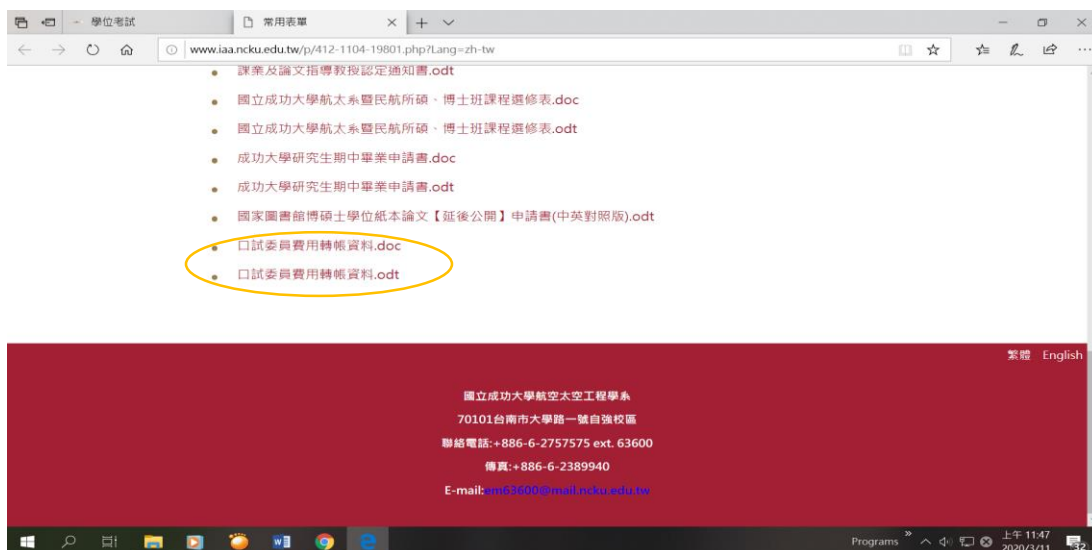 學位考試
常用表單
www.iaa.ncku.edu.tw/p/412-1104-19801.php?Lang=zh-tw
課業及論文指導教授認定通知書.odt
國立成功大學航太系暨民航所碩、博士班課程選修表.doc
國立成功大學航太系暨民航所碩、博士班課程選修表.odt
成功大學研究生期中畢業申請書.doc
成功大學研究生期中畢業申請書.odt
國家圖書館博碩士學位紙本論文【延後公開】申請書(中英對照版).odt
口試委員費用轉帳資料.doc
口試委員費用轉帳資料.odt
繁體 English
國立成功大學航空太空工程學系
70101台南市大學路一號自強校區
聯絡電話:+886-6-2757575 ext. 63600
傳真:+886-6-2389940
E-mail:em63600@mail.ncku.edu.tw
Programs
上午 11:47
2020/3/11